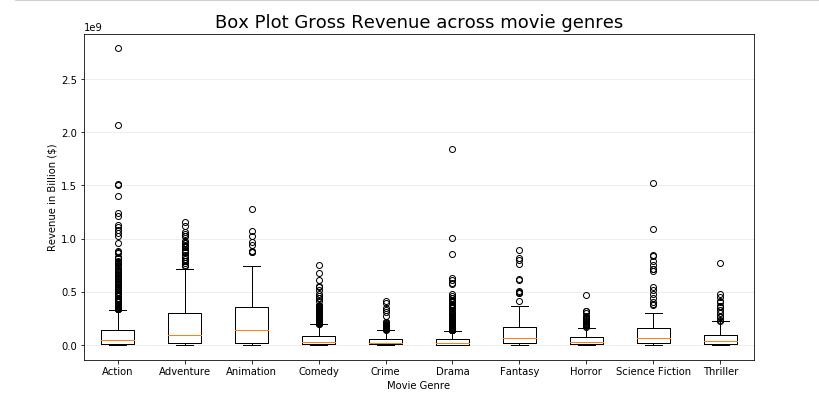 Box Plot Gross Revenue across movie genres
1e9
2.5
2.0
1.5
1.0
0.5
0.0
Revenue in Billion ($)
Action Adventure Animation Comedy Crime Drama Fantasy Horror Science Fiction Thriller
Movie Genre